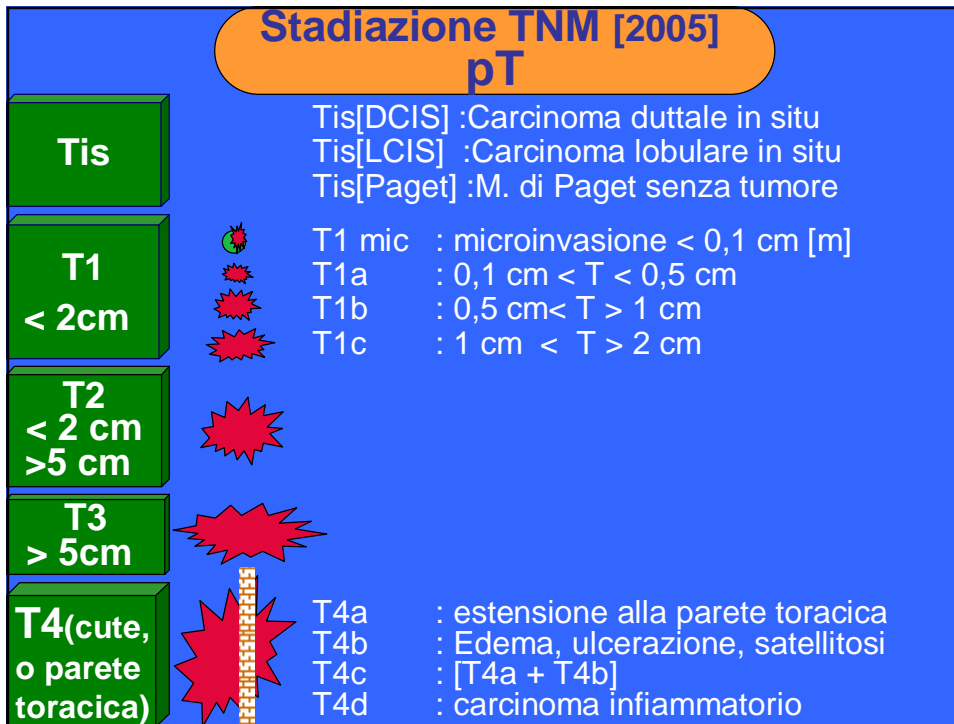 Stadiazione TNM [2005]
pT
Tis
Tis[DCIS] :Carcinoma duttale in situ
Tis[LCIS] :Carcinoma lobulare in situ
Tis[Paget] :M. di Paget senza tumore
T1
< 2cm
T1 mic : microinvasione < 0,1 cm [m]
T1a : 0,1 cm < T < 0,5 cm
T1b : 0,5 cm< T > 1 cm
T1c : 1 cm < T > 2 cm
T2
< 2 cm
>5 cm
T3
> 5cm
T4(cute,
o parete
toracica)
T4a : estensione alla parete toracica
T4b : Edema, ulcerazione, satellitosi
T4c : [T4a + T4b]
T4d : carcinoma infiammatorio